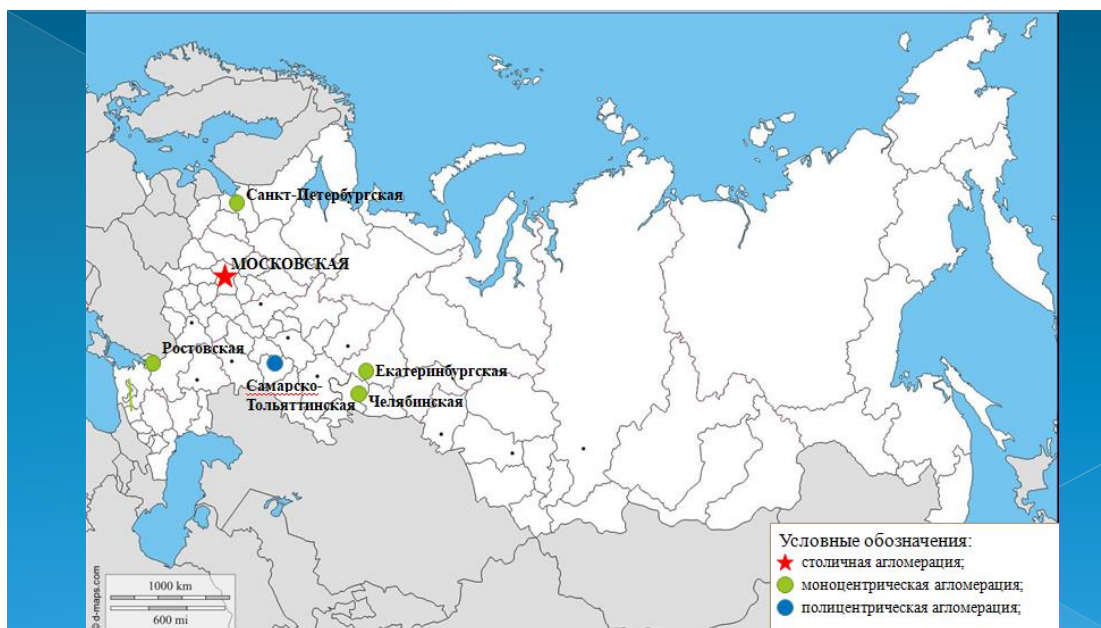 Санкт-Петербургская
МОСКОВСКАЯ
Ростовская
Екатеринбургская
Самарско-
Тольяттинская
Челябинская
Условные обозначения:
столичная агломерация;
моноцентрическая агломерация;
полицентрическая агломерация;
1000 km
600 mi
© d-maps.com